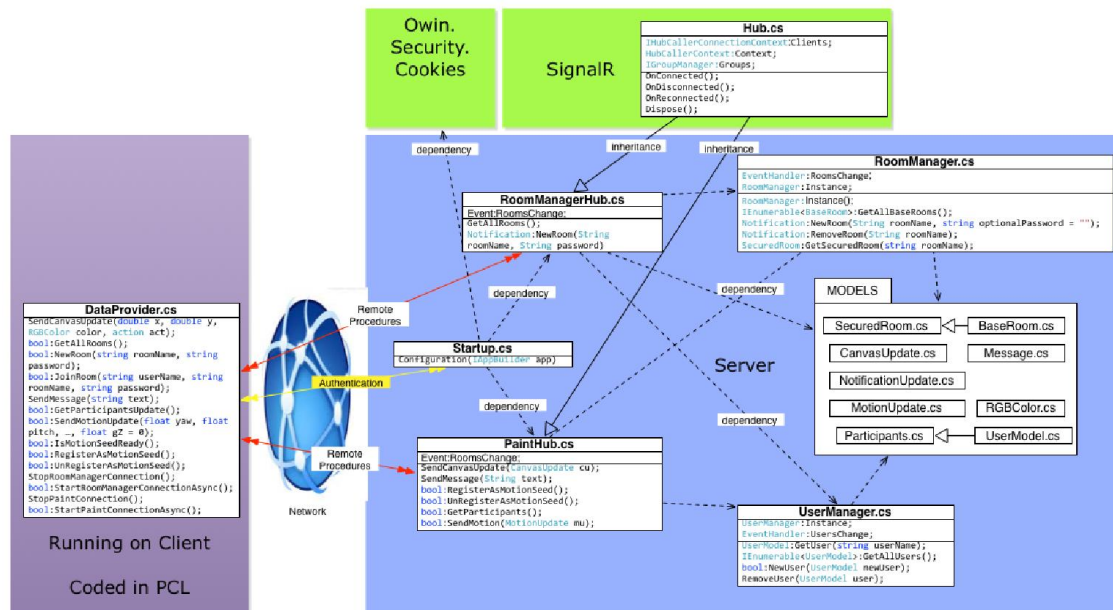 Owin.
Security.
Cookies
SignalR
Hub.cs
IHubCallerConnectionContext:Clients;
HubCallerContext:Context;
IGroupManager:Groups;
OnConnected();
OnDisconnected();
OnReconnected();
Dispose();
dependency
inheritance
inheritance
RoomManagerHub.cs
Event:RoomsChange;
GetAllRooms();
Notification:NewRoom(String
roomName, String password)
RoomManager.cs
EventHandler:RoomsChange;
RoomManager:Instance;
RoomManager:Instance();
IEnumerable<BaseRoom>:GetAllBaseRooms();
Notification:NewRoom(String roomName, string optionalPassword = "");
Notification:RemoveRoom(String roomName);
SecuredRoom:GetSecuredRoom(string roomName);
dependency
dependency
MODELS
SecuredRoom.cs
BaseRoom.cs
CanvasUpdate.cs
Message.cs
NotificationUpdate.cs
MotionUpdate.cs
RGBColor.cs
Participants.cs
UserModel.cs
DataProvider.cs
SendCanvasUpdate(double x, double y,
RGBColor color, action act);
bool:GetAllRooms();
bool:NewRoom(string roomName, string
password);
bool:JoinRoom(string userName, string
roomName, string password);
SendMessage(string text);
bool:GetParticipantsUpdate();
bool:SendMotionUpdate(float yaw, float
pitch, …, float gZ = 0);
bool:IsMotionSeedReady();
bool:RegisterAsMotionSeed();
bool:UnRegisterAsMotionSeed();
StopRoomManagerConnection();
bool:StartRoomManagerConnectionAsync();
StopPaintConnection();
bool:StartPaintConnectionAsync();
Running on Client
Coded in PCL
Remote
Procedures
Authentication
Remote
Procedures
Network
Startup.cs
Configuration(IAppBuilder app)
Server
dependency
dependency
PaintHub.cs
Event:RoomsChange;
SendCanvasUpdate(CanvasUpdate cu);
SendMessage(String text);
bool:RegisterAsMotionSeed();
bool:UnRegisterAsMotionSeed();
bool:GetParticipants();
bool:SendMotion(MotionUpdate mu);
UserManager.cs
UserManager:Instance;
EventHandler:UsersChange;
UserModel:GetUser(string userName);
IEnumerable<UserModel>:GetAllUsers();
bool:NewUser(UserModel newUser);
RemoveUser(UserModel user);